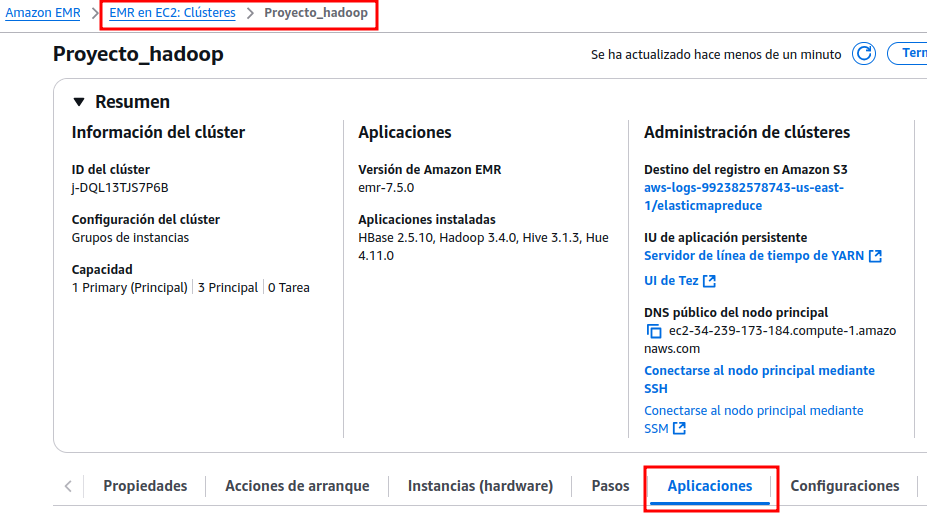 Amazon EMR > EMR en EC2: Clústeres > Proyecto_hadoop
Proyecto_hadoop
Se ha actualizado hace menos de un minuto
Resumen
Información del clúster
ID del clúster
j-DQL13TJS7P6B
Configuración del clúster
Grupos de instancias
Capacidad
1 Primary (Principal) | 3 Principal | 0 Tarea
Aplicaciones
Versión de Amazon EMR
emr-7.5.0
Aplicaciones instaladas
HBase 2.5.10, Hadoop 3.4.0, Hive 3.1.3, Hue
4.11.0
Administración de clústeres
Destino del registro en Amazon S3
aws-logs-992382578743-us-east-
1/elasticmapreduce
IU de aplicación persistente
Servidor de línea de tiempo de YARN
UI de Tez
DNS público del nodo principal
ec2-34-239-173-184.compute-1.amazo
naws.com
Conectarse al nodo principal mediante
SSH
Conectarse al nodo principal mediante
SSM
Propiedades
Acciones de arranque
Instancias (hardware)
Pasos
Aplicaciones
Configuraciones